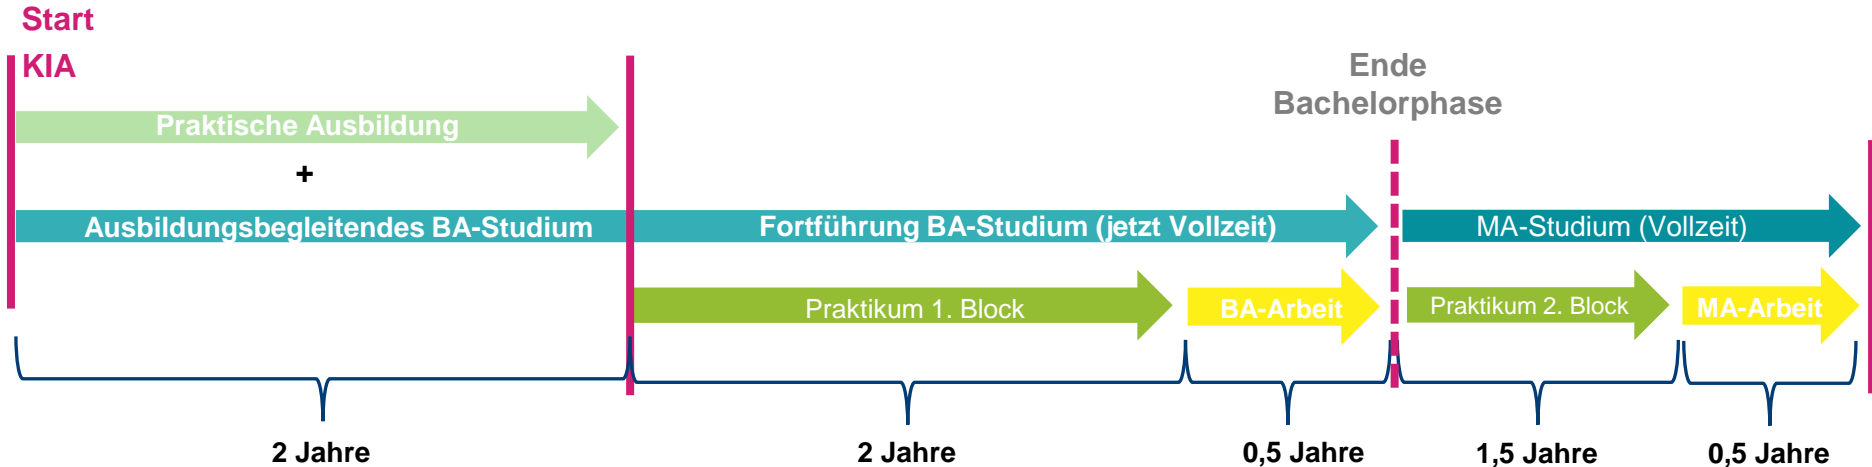 Start
KIA
Ende
Bachelorphase
Praktische Ausbildung
+
Ausbildungsbegleitendes BA-Studium
Fortführung BA-Studium (jetzt Vollzeit)
MA-Studium (Vollzeit)
Praktikum 1. Block
BA-Arbeit
Praktikum 2. Block
MA-Arbeit
2 Jahre
2 Jahre
0,5 Jahre
1,5 Jahre
0,5 Jahre